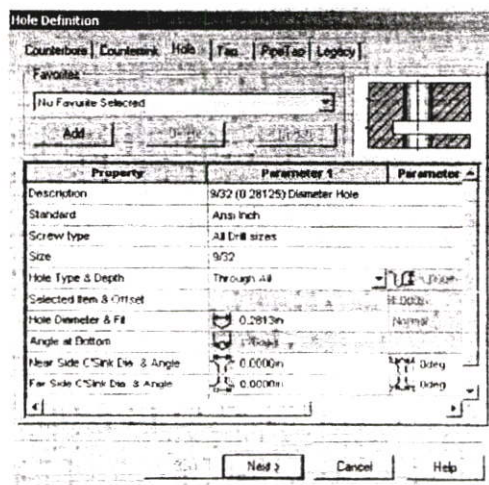 Hole Definition
Counterbore Countersink Hole Tap PipeTap Legacy
Favorites
No Favorite Selected
Add
Property Parameter 1 Parameter
Description 9/32 (0.28125) Diameter Hole
Standard Ansi Inch
Screw type All Drill sizes
Size 9/32
Hole Type & Depth Through All
Selected Item & Offset
Hole Diameter & Fit 0.2813in Normal
Angle at Bottom
Near Side C'Sink Dia. & Angle 0.0000in 0deg
Far Side C'Sink Dia. & Angle 0.0000in 0deg
Next > Cancel Help